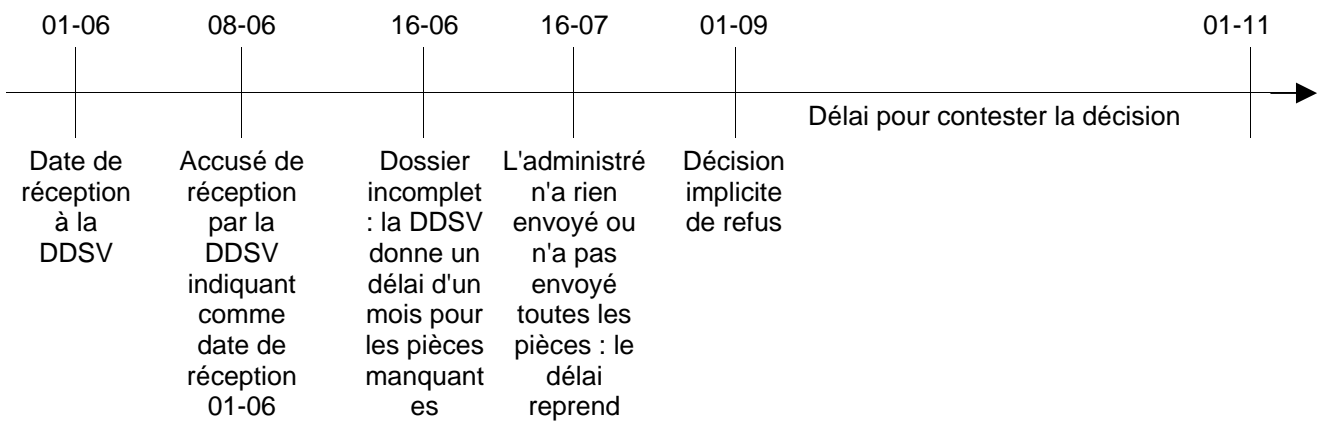 01-06
08-06
16-06
16-07
01-09
01-11
Délai pour contester la décision
Date de
réception
à la
DDSV
Accusé de
réception
par la
DDSV
indiquant
comme
date de
réception
01-06
Dossier
incomplet
: la DDSV
donne un
délai d'un
mois pour
les pièces
manquant
es
L'administré
n'a rien
envoyé ou
n'a pas
envoyé
toutes les
pièces : le
délai
reprend
Décision
implicite
de refus